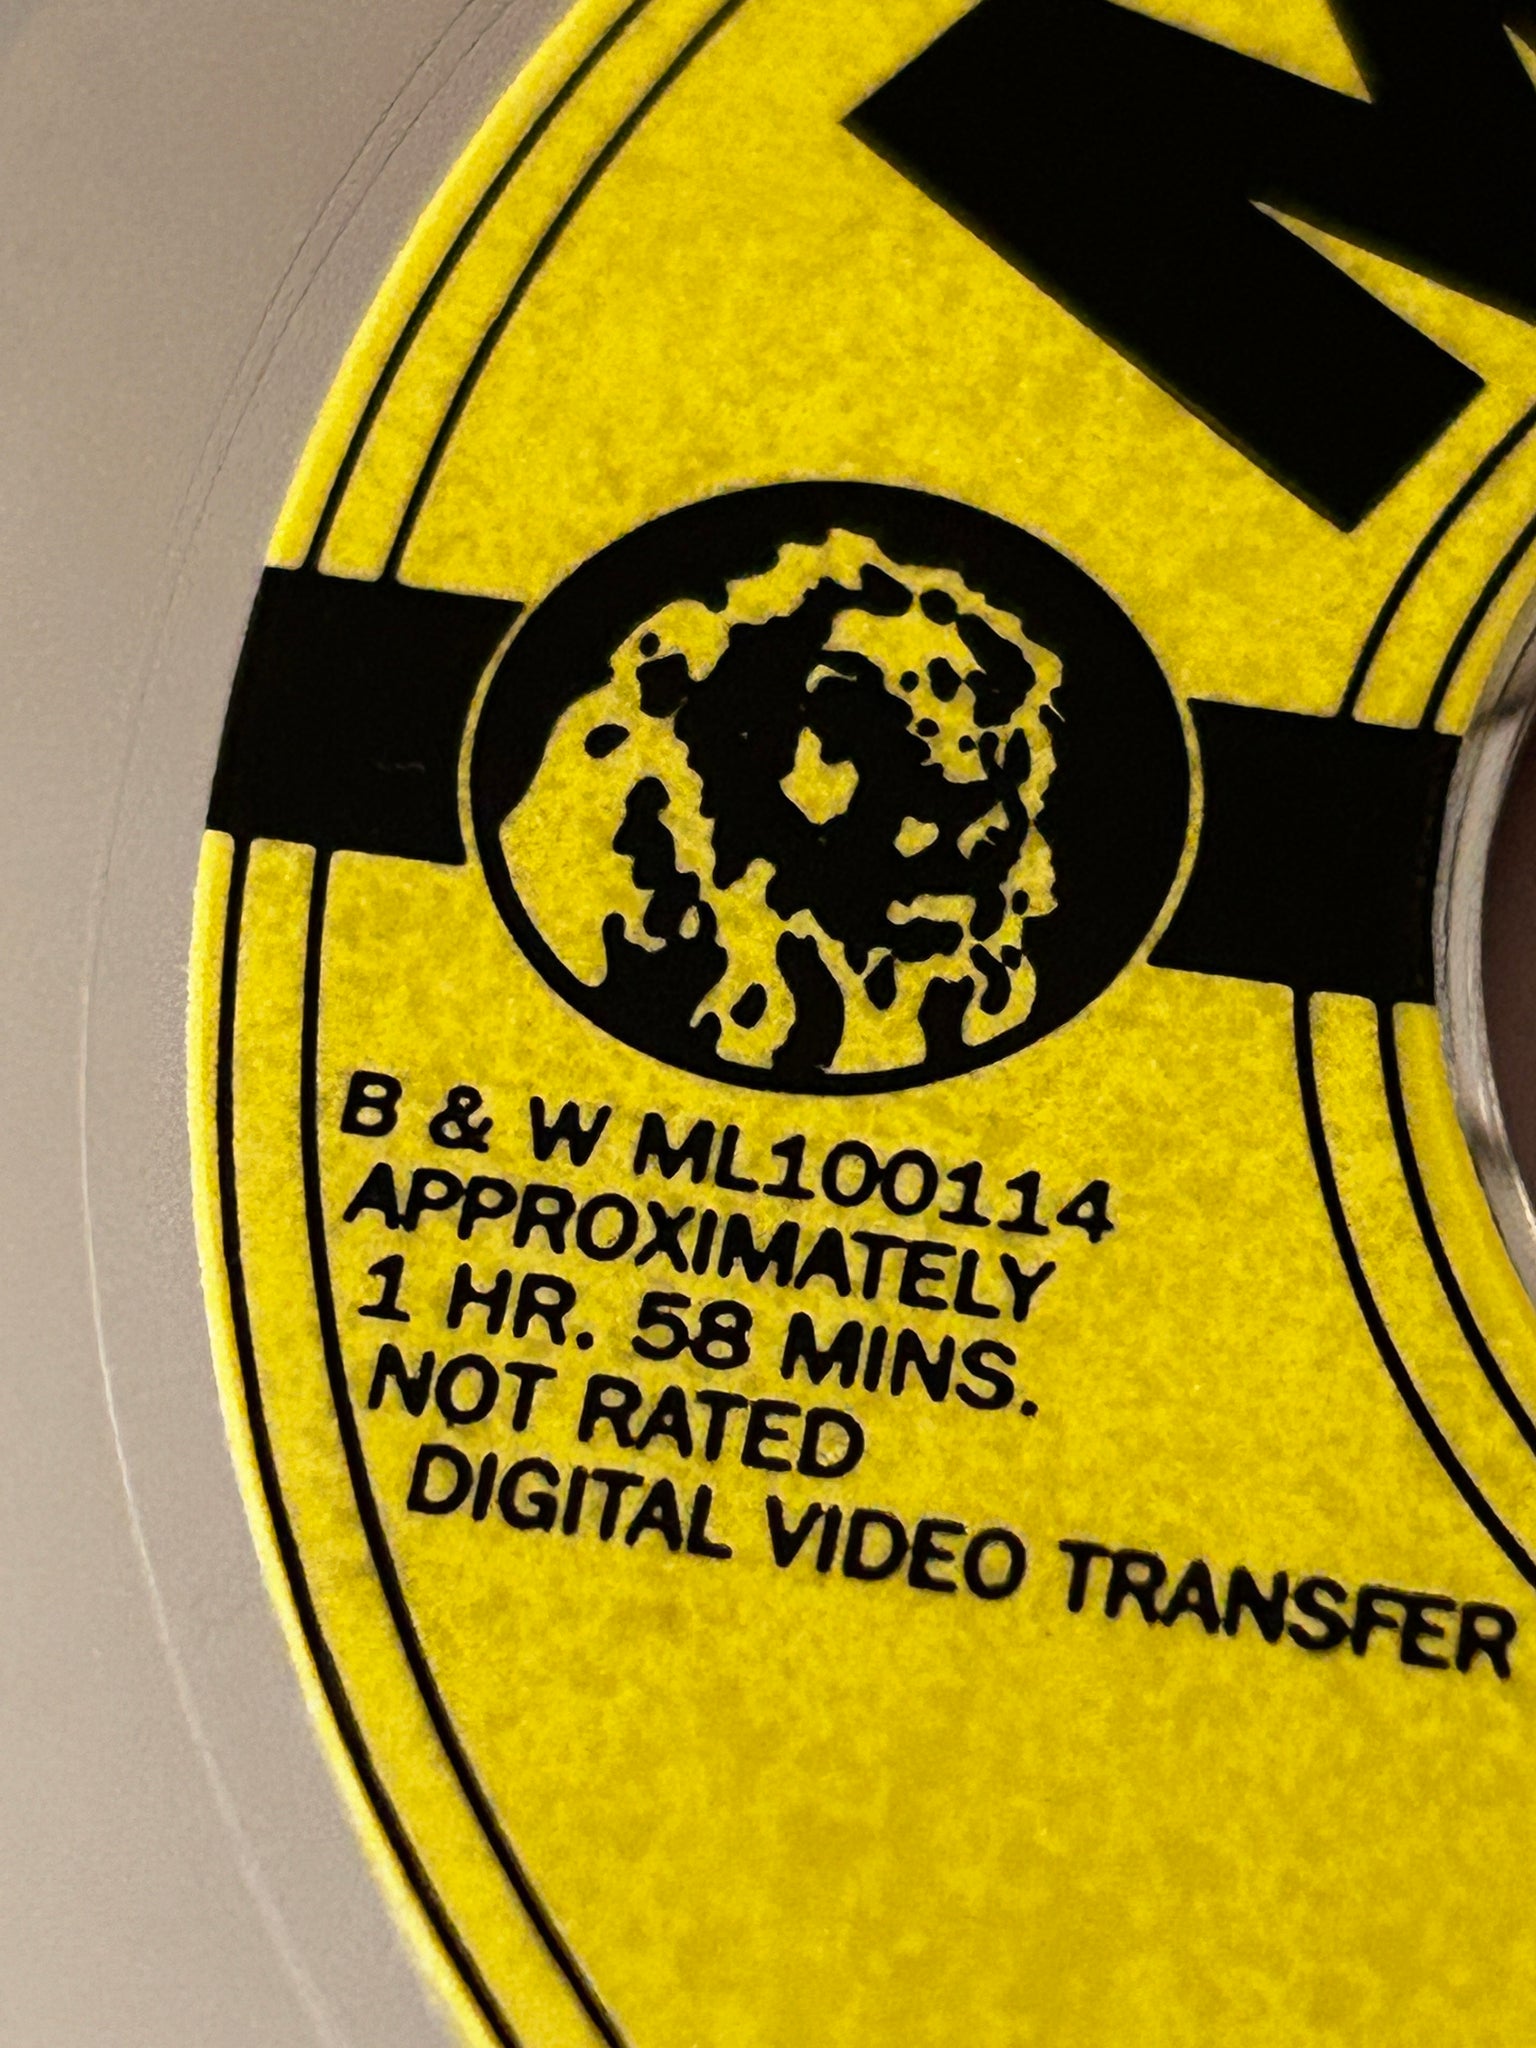 B & W ML100114
APPROXIMATELY
1 HR. 58 MINS.
NOT RATED
DIGITAL VIDEO TRANSFER